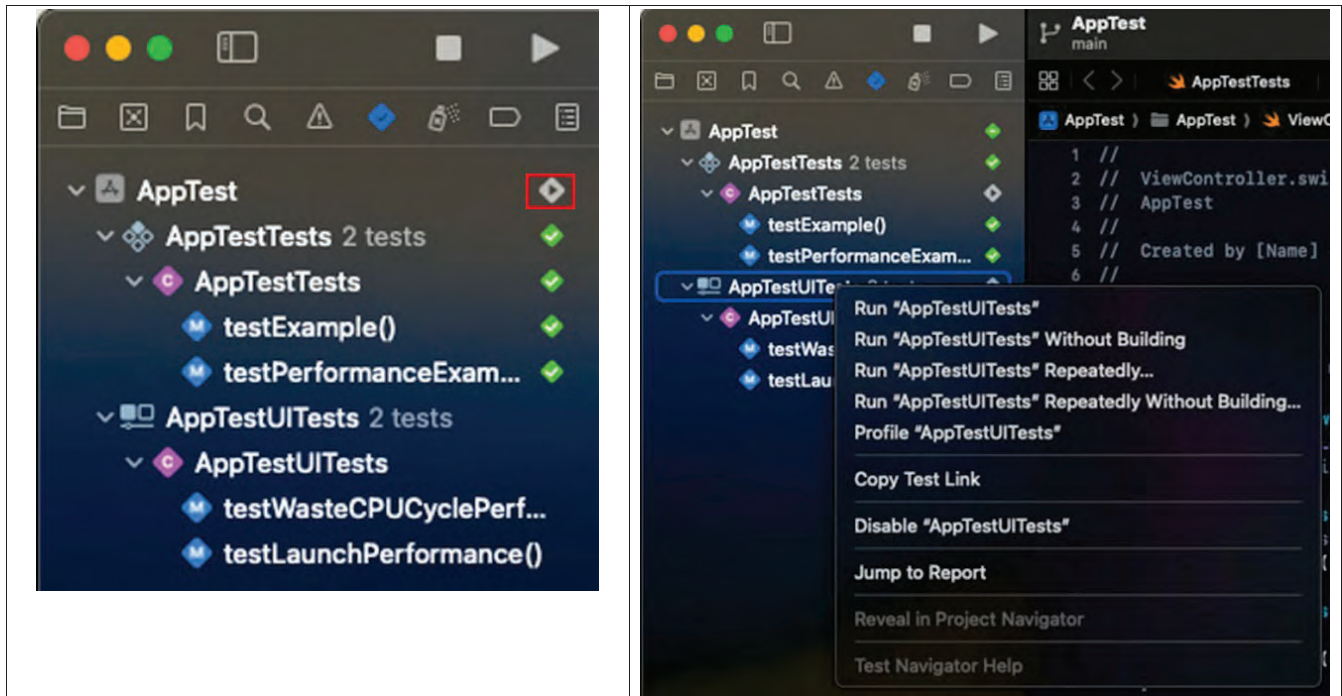 AppTest
AppTestTests 2 tests
AppTestTests
testExample()
testPerformanceExam...
AppTestUITests 2 tests
AppTestUITests
testWasteCPUCyclePerf...
testLaunchPerformance()
AppTest
main
AppTestTests
AppTest
AppTest
ViewC
AppTest
AppTestTests 2 tests
AppTestTests
testExample()
testPerformanceExam...
AppTestUITe
AppTestUI
testWas
testLau
1 //
2 // ViewController.swi
3 // AppTest
4 //
5 // Created by [Name]
6 //
Run “AppTestUITests”
Run “AppTestUITests” Without Building
Run “AppTestUITests” Repeatedly...
Run “AppTestUITests” Repeatedly Without Building...
Profile “AppTestUITests”
Copy Test Link
Disable “AppTestUITests”
Jump to Report
Reveal in Project Navigator
Test Navigator Help